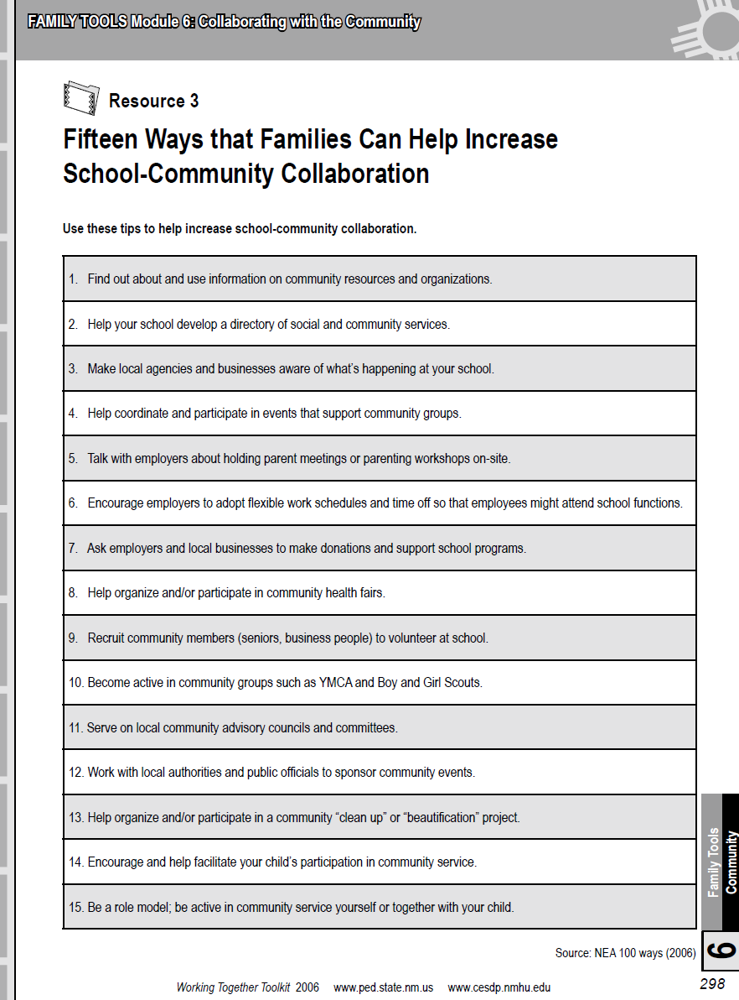 FAMILY TOOLS Module 6: Collaborating with the Community
Resource 3
Fifteen Ways that Families Can Help Increase
School-Community Collaboration
Use these tips to help increase school-community collaboration.
1. Find out about and use information on community resources and organizations.
2. Help your school develop a directory of social and community services.
3. Make local agencies and businesses aware of what’s happening at your school.
4. Help coordinate and participate in events that support community groups.
5. Talk with employers about holding parent meetings or parenting workshops on-site.
6. Encourage employers to adopt flexible work schedules and time off so that employees might attend school functions.
7. Ask employers and local businesses to make donations and support school programs.
8. Help organize and/or participate in community health fairs.
9. Recruit community members (seniors, business people) to volunteer at school.
10. Become active in community groups such as YMCA and Boy and Girl Scouts.
11. Serve on local community advisory councils and committees.
12. Work with local authorities and public officials to sponsor community events.
13. Help organize and/or participate in a community “clean up” or “beautification” project.
14. Encourage and help facilitate your child’s participation in community service.
15. Be a role model; be active in community service yourself or together with your child.
Family Tools
Community
6
Source: NEA 100 ways (2006)
Working Together Toolkit 2006 www.ped.state.nm.us www.cesdp.nmhu.edu
298